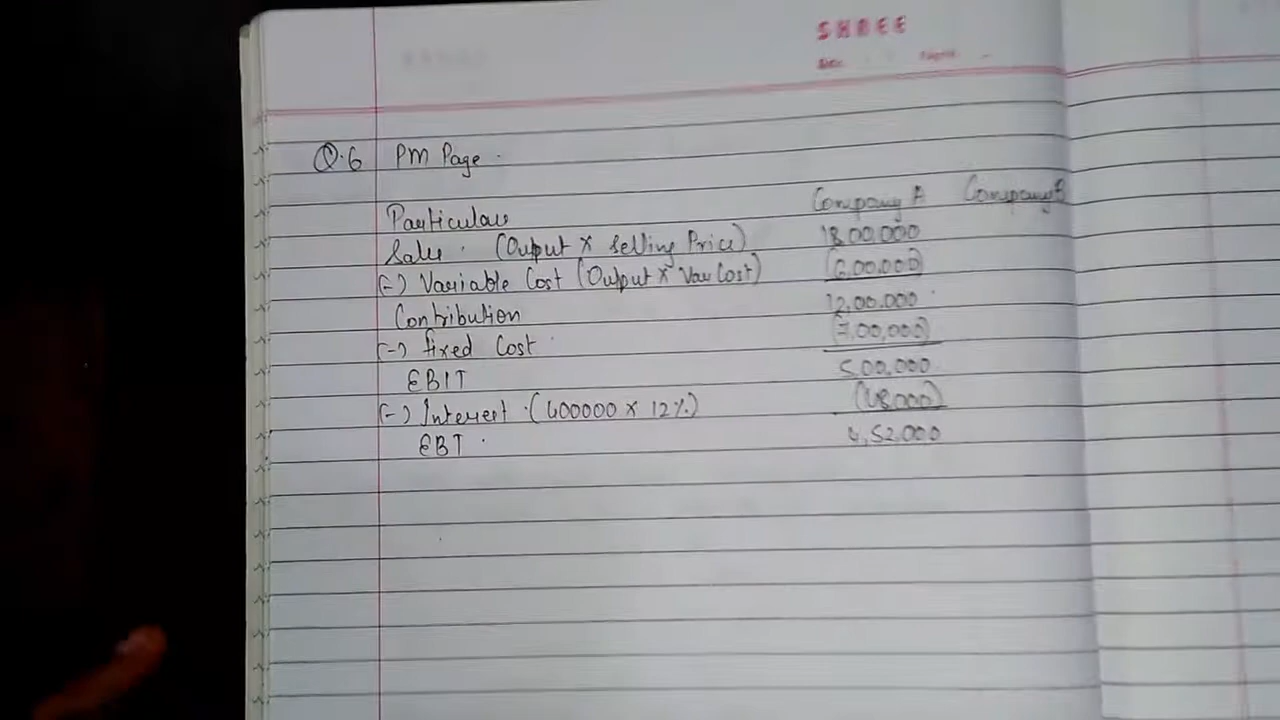 SHREE
Q.6 PM Page.
Particulars Company A Company B
Sales. (Output × Selling Price) 1800,000
(-) Variable Cost (Output × Var Cost) (6,00,000)
Contribution 12,00,000
(-) fixed Cost (7,00,000)
EBIT 5,00,000
(-) Interest (400000 × 12%) (48,000)
EBT 4,52,000